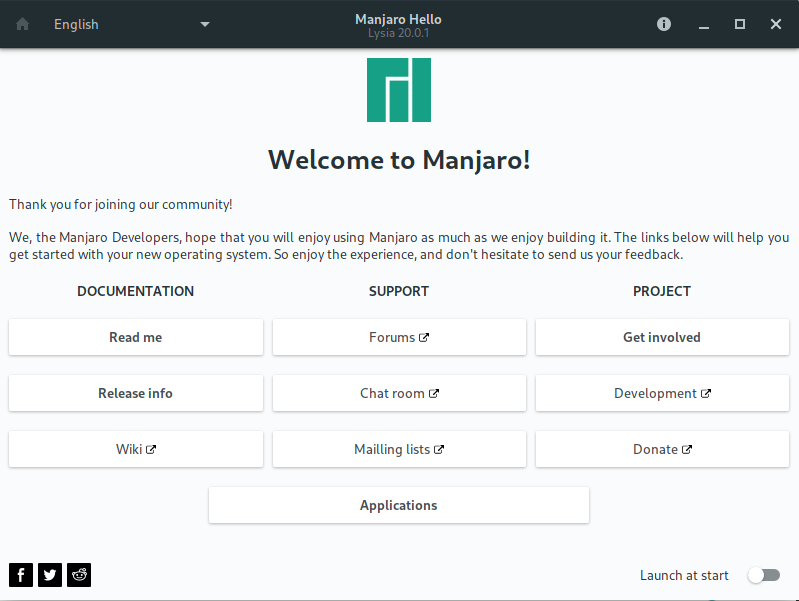 English
Manjaro Hello
Lysia 20.0.1
Welcome to Manjaro!
Thank you for joining our community!
We, the Manjaro Developers, hope that you will enjoy using Manjaro as much as we enjoy building it. The links below will help you
get started with your new operating system. So enjoy the experience, and don't hesitate to send us your feedback.
DOCUMENTATION SUPPORT PROJECT
Read me Forums Get involved
Release info Chat room Development
Wiki Mailling lists Donate
Applications
Launch at start